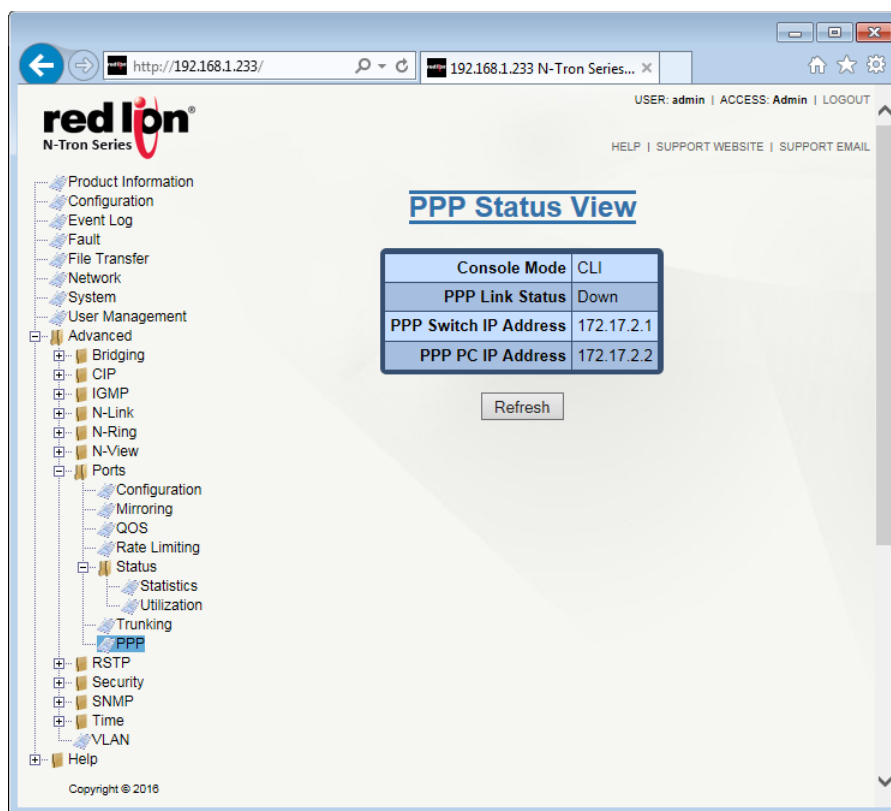 http://192.168.1.233/
192.168.1.233 N-Tron Series...
USER: admin | ACCESS: Admin | LOGOUT
red lion®
N-Tron Series
HELP | SUPPORT WEBSITE | SUPPORT EMAIL
Product Information
Configuration
Event Log
Fault
File Transfer
Network
System
User Management
Advanced
Bridging
CIP
IGMP
N-Link
N-Ring
N-View
Ports
Configuration
Mirroring
QOS
Rate Limiting
Status
Statistics
Utilization
Trunking
PPP
RSTP
Security
SNMP
Time
VLAN
Help
Copyright © 2016
PPP Status View
Console Mode CLI
PPP Link Status Down
PPP Switch IP Address 172.17.2.1
PPP PC IP Address 172.17.2.2
Refresh